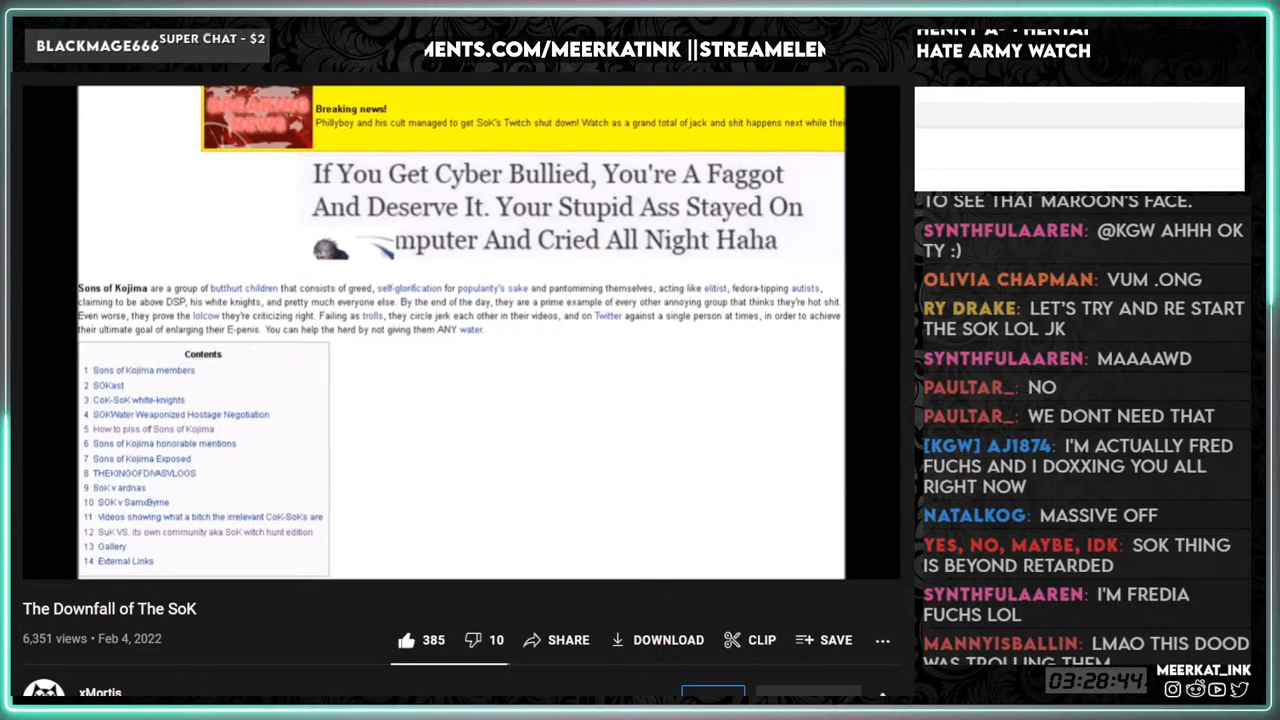 BLACKMAGE666 SUPER CHAT - $2
MENTS.COM/MEERKATINK ||STREAMELEM
HENNY A- - HENTAI
HATE ARMY WATCH
BREAKING
NEWS
Breaking news!
Phillyboy and his cult managed to get SoK's Twitch shut down! Watch as a grand total of jack and shit happens next while thei
If You Get Cyber Bullied, You're A Faggot
And Deserve It. Your Stupid Ass Stayed On
mputer And Cried All Night Haha
Sons of Kojima are a group of butthurt children that consists of greed, self-glorification for popularity's sake and pantomiming themselves, acting like elitist, fedora-tipping autists,
claiming to be above DSP, his white knights, and pretty much everyone else. By the end of the day, they are a prime example of every other annoying group that thinks they're hot shit.
Even worse, they prove the lolcow they're criticizing right. Failing as trolls, they circle jerk each other in their videos, and on Twitter against a single person at times, in order to achieve
their ultimate goal of enlarging their E-penis. You can help the herd by not giving them ANY water.
Contents
1 Sons of Kojima members
2 SOKast
3 CoK-SoK white-knights
4 SOKWater Weaponized Hostage Negotiation
5 How to piss off Sons of Kojima
6 Sons of Kojima honorable mentions
7 Sons of Kojima Exposed
8 THEKINGOFDIVASVLOGS
9 SoK v ardnas
10 SOK v SamxByrne
11 Videos showing what a bitch the irrelevant CoK-SoKs are
12 SuK VS. its own community aka SoK witch hunt edition
13 Gallery
14 External Links
The Downfall of The SoK
6,351 views • Feb 4, 2022
385
10
SHARE
DOWNLOAD
CLIP
SAVE
xMortis
TO SEE THAT MAROON'S FACE.
SYNTHFULAAREN: @KGW AHHH OK
TY :)
OLIVIA CHAPMAN: VUM .ONG
RY DRAKE: LET'S TRY AND RE START
THE SOK LOL JK
SYNTHFULAAREN: MAAAAWD
PAULTAR_: NO
PAULTAR_: WE DONT NEED THAT
[KGW] AJ1874: I'M ACTUALLY FRED
FUCHS AND I DOXXING YOU ALL
RIGHT NOW
NATALKOG: MASSIVE OFF
YES, NO, MAYBE, IDK: SOK THING
IS BEYOND RETARDED
SYNTHFULAAREN: I'M FREDIA
FUCHS LOL
MANNYISBALLIN: LMAO THIS DOOD
WAS TROLLING THEM
03:28:44
MEERKAT_INK